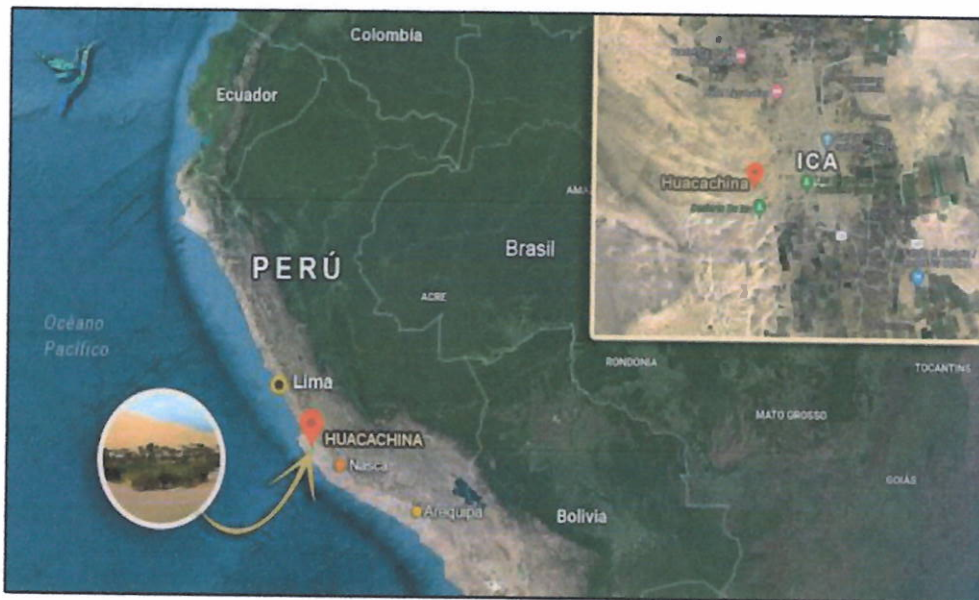 Colombia
Ecuador
PERÚ
Brasil
ACRE
Océano
Pacífico
Lima
HUACACHINA
Nasca
Arequipa
Bolivia
RONDONIA
TOCANTINS
MATO GROSSO
GOIÁS
ICA
Huacachina